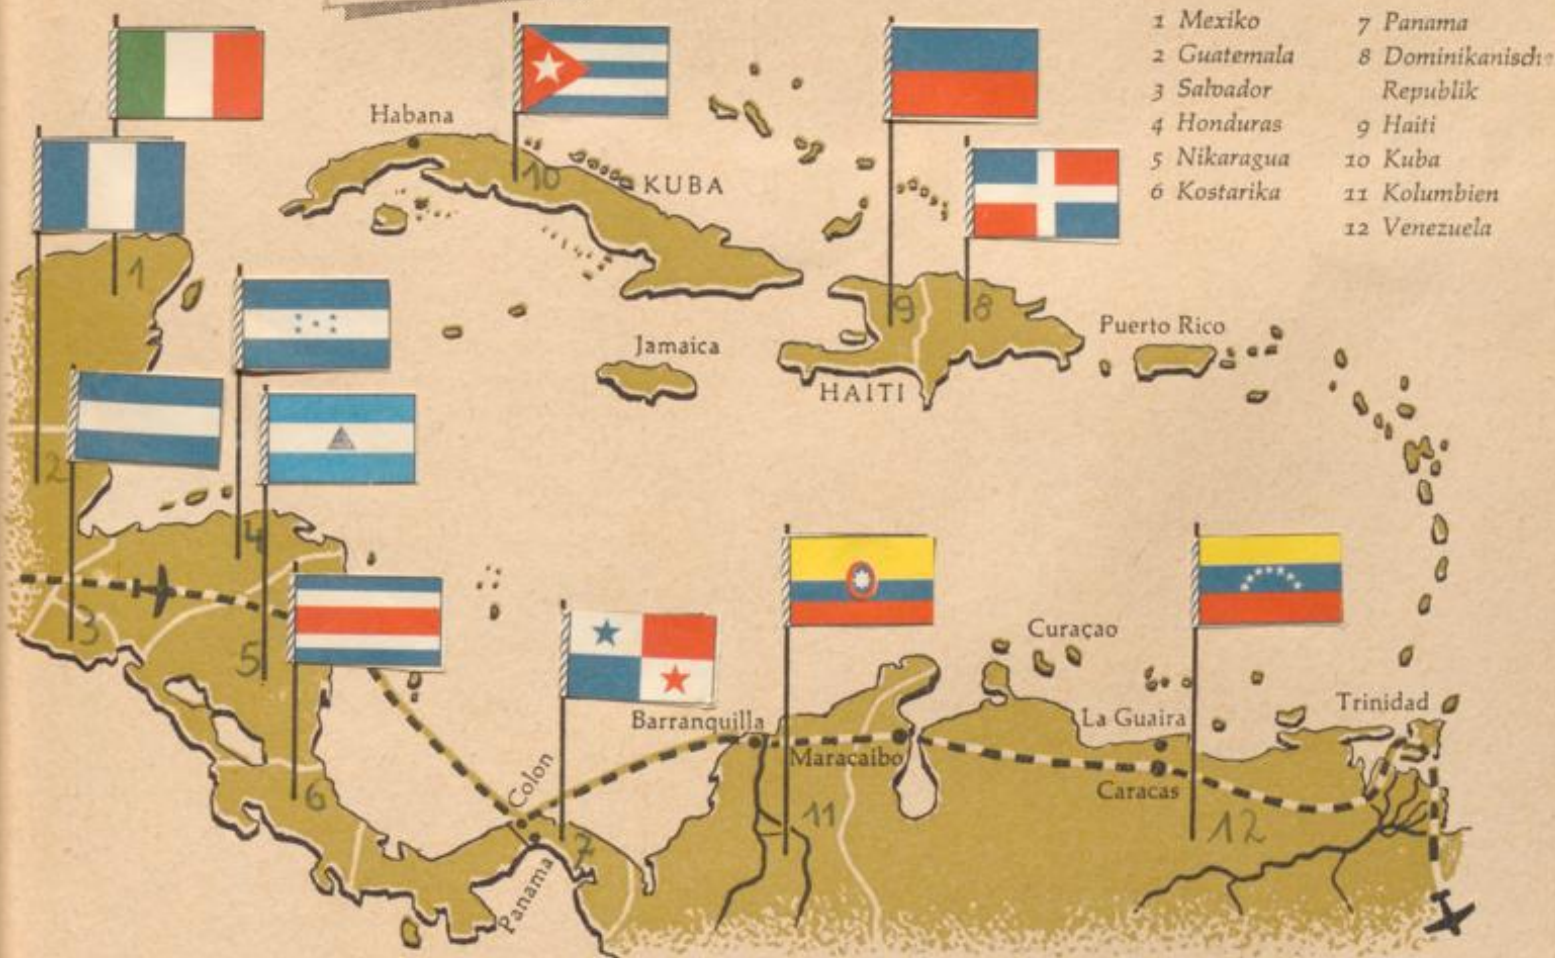 1 Mexiko
2 Guatemala
3 Salvador
4 Honduras
5 Nikaragua
6 Kostarika
7 Panama
8 Dominikanische
Republik
9 Haiti
10 Kuba
11 Kolumbien
12 Venezuela
Habana
10
KUBA
1
9
8
Puerto Rico
Jamaica
HAITI
2
4
3
5
Curaçao
Barranquilla
La Guaira
Trinidad
Maracaibo
Colon
Caracas
6
11
12
7
Panama